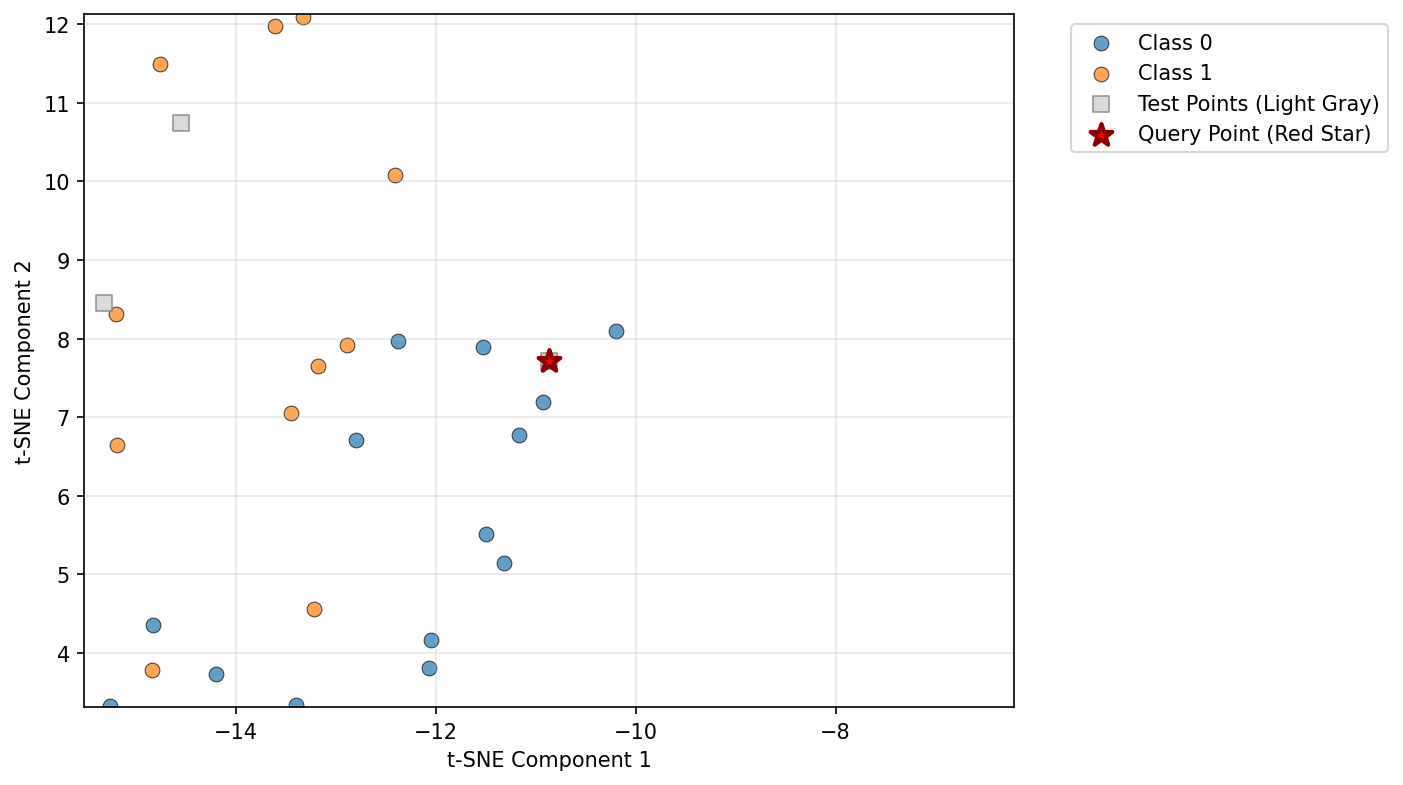 12
11
10
9
8
7
6
5
4
−14
−12
−10
−8
t-SNE Component 1
t-SNE Component 2
Class 0
Class 1
Test Points (Light Gray)
Query Point (Red Star)